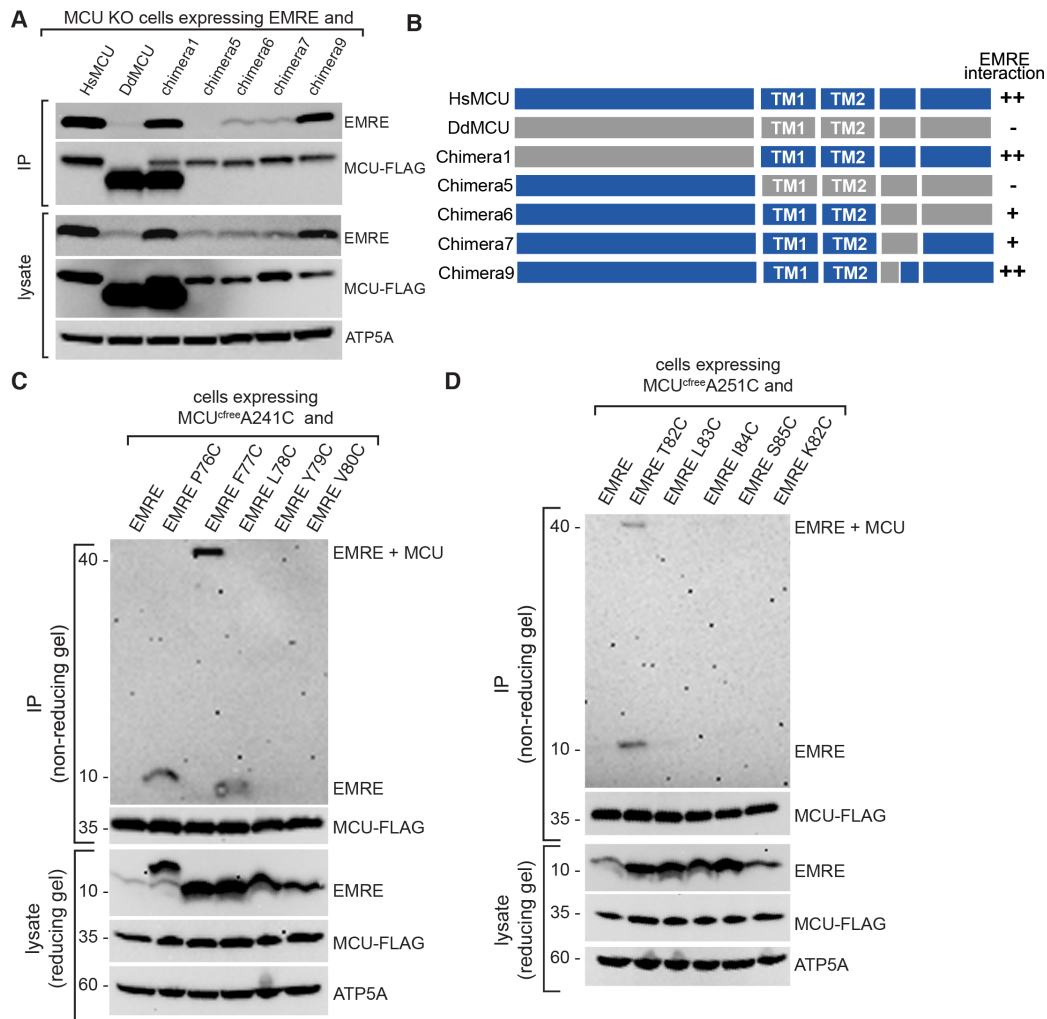 A
MCU KO cells expressing EMRE and
HsMCU
DdMCU
chimera1
chimera5
chimera6
chimera7
chimera9
IP
EMRE
MCU-FLAG
lysate
EMRE
MCU-FLAG
ATP5A
B
EMRE
interaction
HsMCU TM1 TM2 ++
DdMCU TM1 TM2 -
Chimera1 TM1 TM2 ++
Chimera5 TM1 TM2 -
Chimera6 TM1 TM2 +
Chimera7 TM1 TM2 +
Chimera9 TM1 TM2 ++
C
cells expressing
MCUcfreeA241C and
EMRE
EMRE P76C
EMRE F77C
EMRE L78C
EMRE Y79C
EMRE V80C
IP
(non-reducing gel)
40 - EMRE + MCU
10 - EMRE
35 - MCU-FLAG
lysate
(reducing gel)
10 - EMRE
35 - MCU-FLAG
60 - ATP5A
D
cells expressing
MCUcfreeA251C and
EMRE
EMRE T82C
EMRE L83C
EMRE I84C
EMRE S85C
EMRE K82C
IP
(non-reducing gel)
40 - EMRE + MCU
10 - EMRE
35 - MCU-FLAG
lysate
(reducing gel)
10 - EMRE
35 - MCU-FLAG
60 - ATP5A